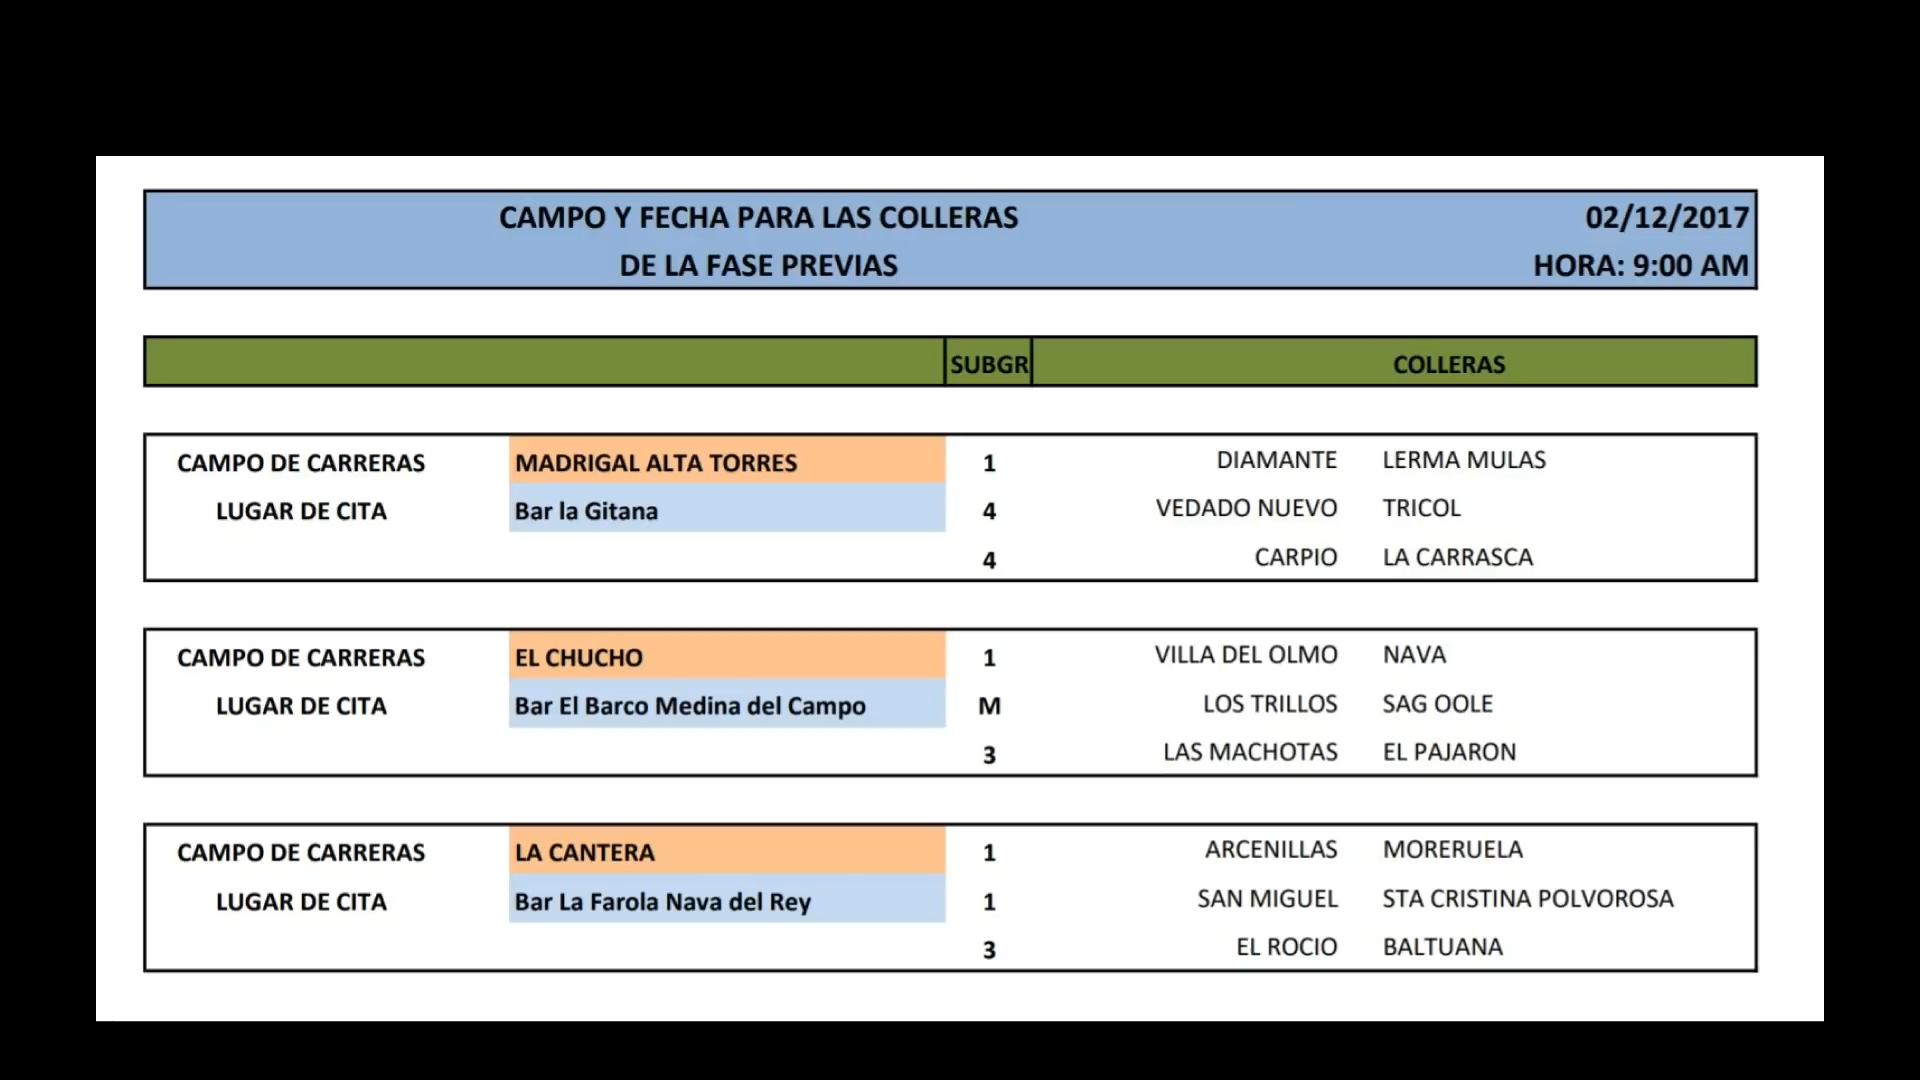 CAMPO Y FECHA PARA LAS COLLERAS 02/12/2017
DE LA FASE PREVIAS HORA: 9:00 AM
SUBGR COLLERAS
CAMPO DE CARRERAS MADRIGAL ALTA TORRES 1 DIAMANTE LERMA MULAS
LUGAR DE CITA Bar la Gitana 4 VEDADO NUEVO TRICOL
4 CARPIO LA CARRASCA
CAMPO DE CARRERAS EL CHUCHO 1 VILLA DEL OLMO NAVA
LUGAR DE CITA Bar El Barco Medina del Campo M LOS TRILLOS SAG OOLE
3 LAS MACHOTAS EL PAJARON
CAMPO DE CARRERAS LA CANTERA 1 ARCENILLAS MORERUELA
LUGAR DE CITA Bar La Farola Nava del Rey 1 SAN MIGUEL STA CRISTINA POLVOROSA
3 EL ROCIO BALTUANA